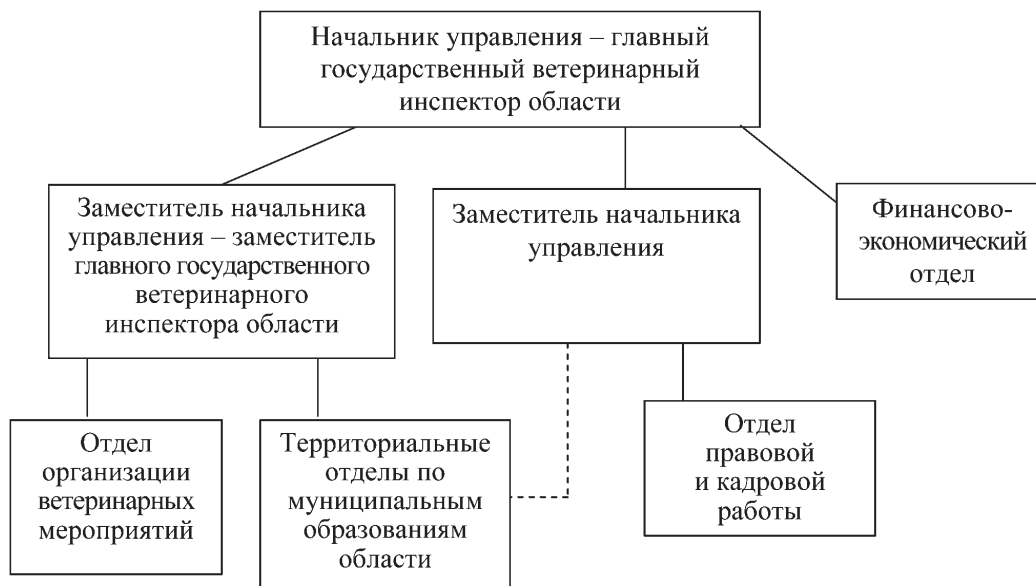 Начальник управления – главный
государственный ветеринарный
инспектор области
Заместитель начальника
управления – заместитель
главного государственного
ветеринарного
инспектора области
Заместитель начальника
управления
Финансово-
экономический
отдел
Отдел
организации
ветеринарных
мероприятий
Территориальные
отделы по
муниципальным
образованиям
области
Отдел
правовой
и кадровой
работы